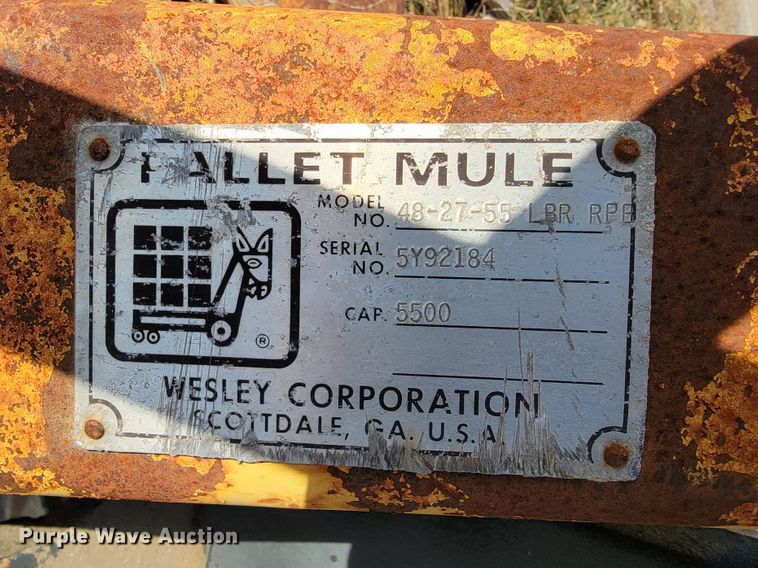 PALLET MULE
MODEL NO. 48-27-55 LBR RPB
SERIAL NO. 5Y92184
CAP. 5500
®
WESLEY CORPORATION
SCOTTDALE, GA. U.S.A.
Purple Wave Auction®